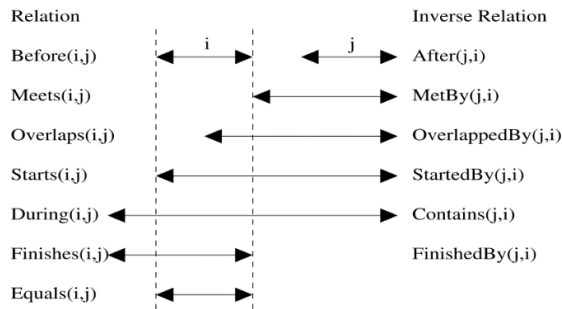 Relation Inverse Relation
Before(i,j) i j After(j,i)
Meets(i,j) MetBy(j,i)
Overlaps(i,j) OverlappedBy(j,i)
Starts(i,j) StartedBy(j,i)
During(i,j) Contains(j,i)
Finishes(i,j) FinishedBy(j,i)
Equals(i,j)